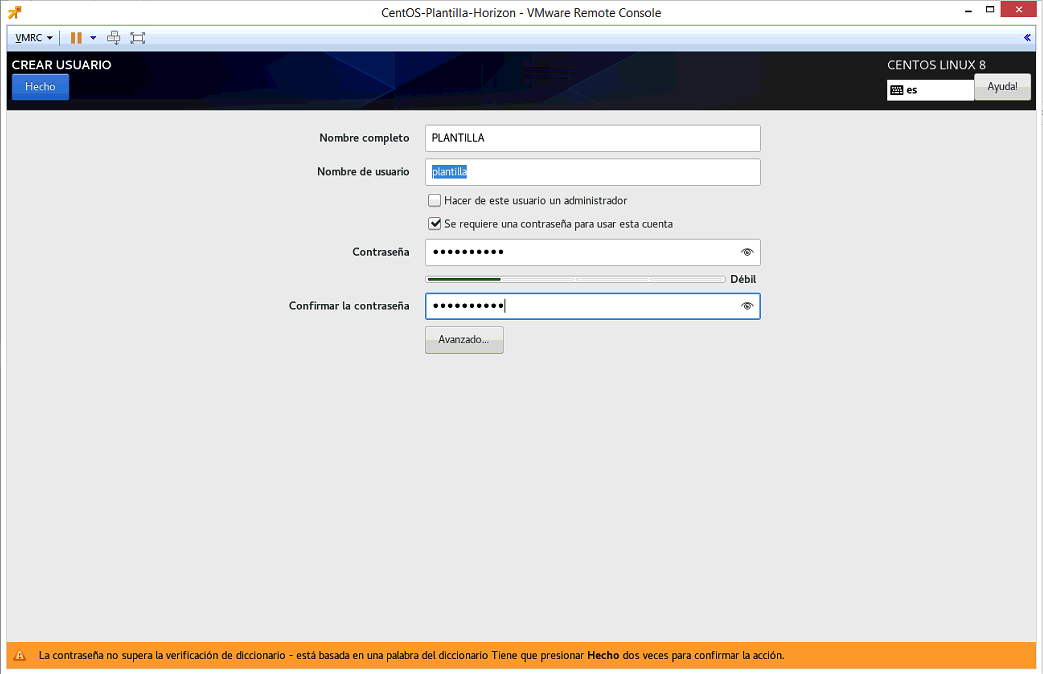 CentOS-Plantilla-Horizon - VMware Remote Console
VMRC
CREAR USUARIO
CENTOS LINUX 8
Hecho
es
Ayuda!
Nombre completo
PLANTILLA
Nombre de usuario
plantilla
Hacer de este usuario un administrador
Se requiere una contraseña para usar esta cuenta
Contraseña
••••••••••
Débil
Confirmar la contraseña
••••••••••
Avanzado...
La contraseña no supera la verificación de diccionario - está basada en una palabra del diccionario Tiene que presionar Hecho dos veces para confirmar la acción.